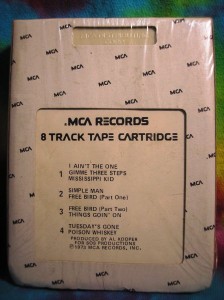 MCA RECORDS
8 TRACK TAPE CARTRIDGE
1
I AIN'T THE ONE
GIMME THREE STEPS
MISSISSIPPI KID
2
SIMPLE MAN
FREE BIRD (Part One)
3
FREE BIRD (Part Two)
THINGS GOIN' ON
4
TUESDAY'S GONE
POISON WHISKEY
PRODUCED BY AL KOOPER
FOR SOG PRODUCTIONS
©1973 MCA RECORDS, INC.